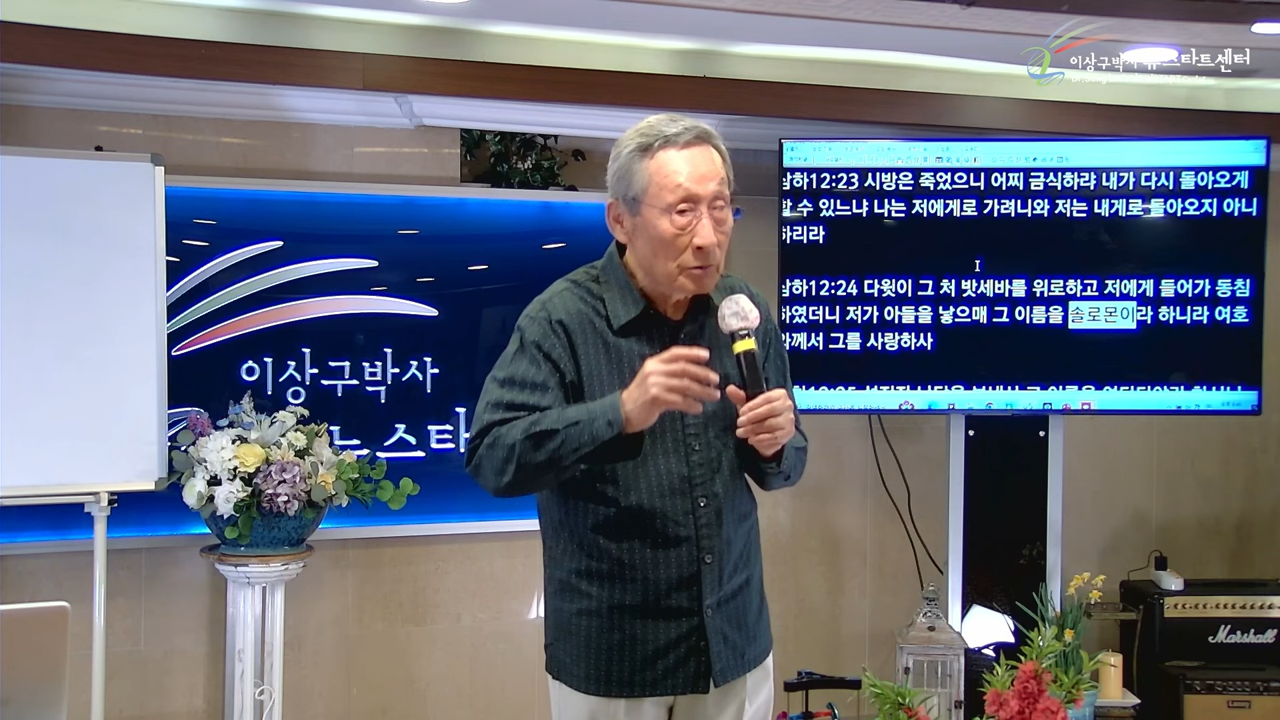 이상구박사 뉴스타트센터
삼하12:23 시방은 죽었으니 어찌 금식하랴 내가 다시 돌아오게
할 수 있느냐 나는 저에게로 가려니와 저는 내게로 돌아오지 아니
하리라
삼하12:24 다윗이 그 처 밧세바를 위로하고 저에게 들어가 동침
하였더니 저가 아들을 낳으매 그 이름을 솔로몬이라 하니라 여호
와께서 그를 사랑하사
이상구박사
뉴스타
Marshall